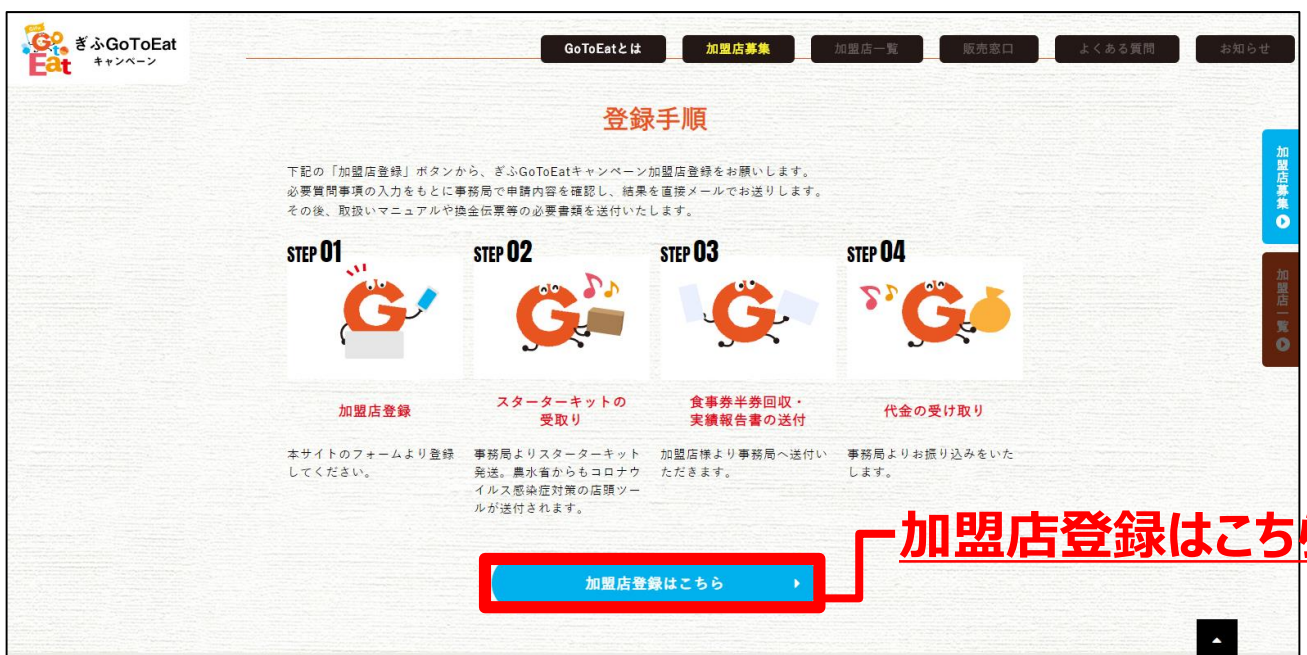 Go to Eat
ぎふGoToEat
キャンペーン
GoToEatとは
加盟店募集
加盟店一覧
販売窓口
よくある質問
お知らせ
登録手順
下記の「加盟店登録」ボタンから、ぎふGoToEatキャンペーン加盟店登録をお願いします。
必要質問事項の入力をもとに事務局で申請内容を確認し、結果を直接メールでお送りします。
その後、取扱いマニュアルや換金伝票等の必要書類を送付いたします。
STEP 01
加盟店登録
本サイトのフォームより登録
してください。
STEP 02
スターターキットの
受取り
事務局よりスターターキット
発送。農水省からもコロナウ
イルス感染症対策の店頭ツー
ルが送付されます。
STEP 03
食事券半券回収・
実績報告書の送付
加盟店様より事務局へ送付い
ただきます。
STEP 04
代金の受け取り
事務局よりお振り込みをいた
します。
加盟店登録はこちら
加盟店登録はこち
加盟店募集
加盟店一覧